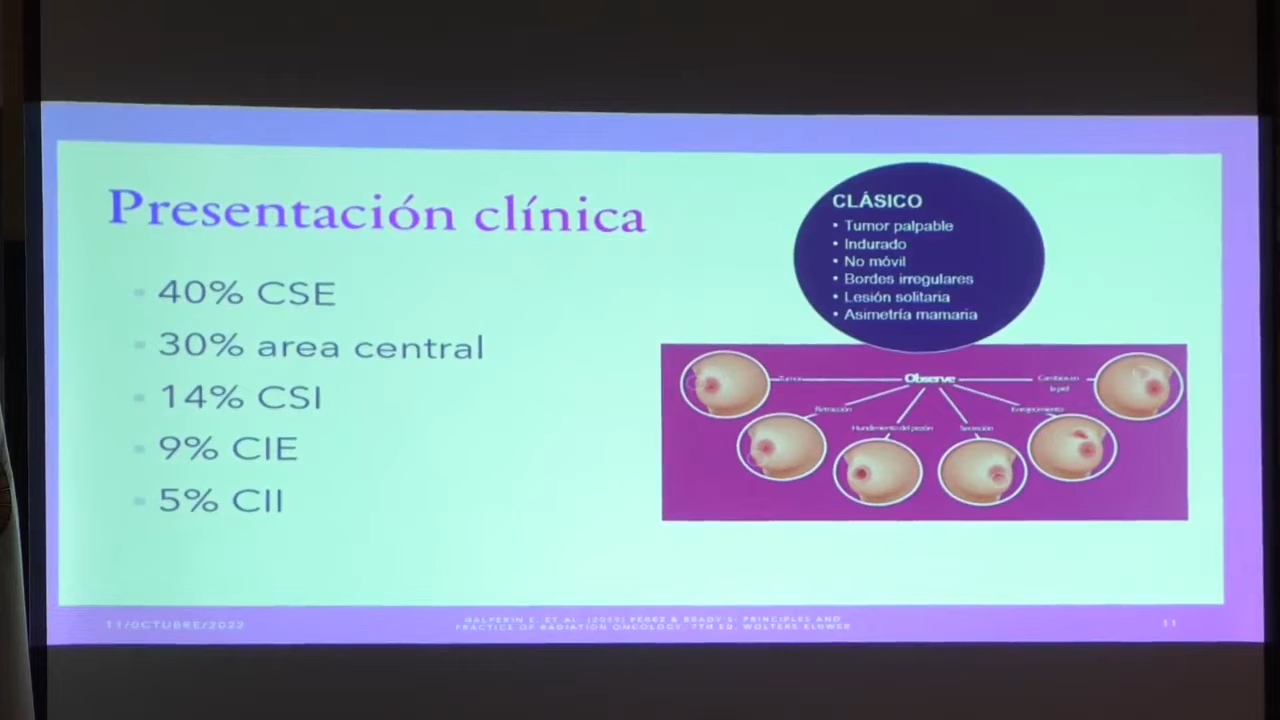 Presentación clínica
40% CSE
30% area central
14% CSI
9% CIE
5% CII
CLÁSICO
• Tumor palpable
• Indurado
• No móvil
• Bordes irregulares
• Lesión solitaria
• Asimetría mamaria
Observe
Tumor
Cambios en
la piel
Retracción
Enrojecimiento
Hundimiento del pezón
Secreción
11/OCTUBRE/2022
HALPERIN E. ET AL. (2019) PEREZ & BRADY'S: PRINCIPLES AND
PRACTICE OF RADIATION ONCOLOGY. 7TH ED. WOLTERS KLUWER
11